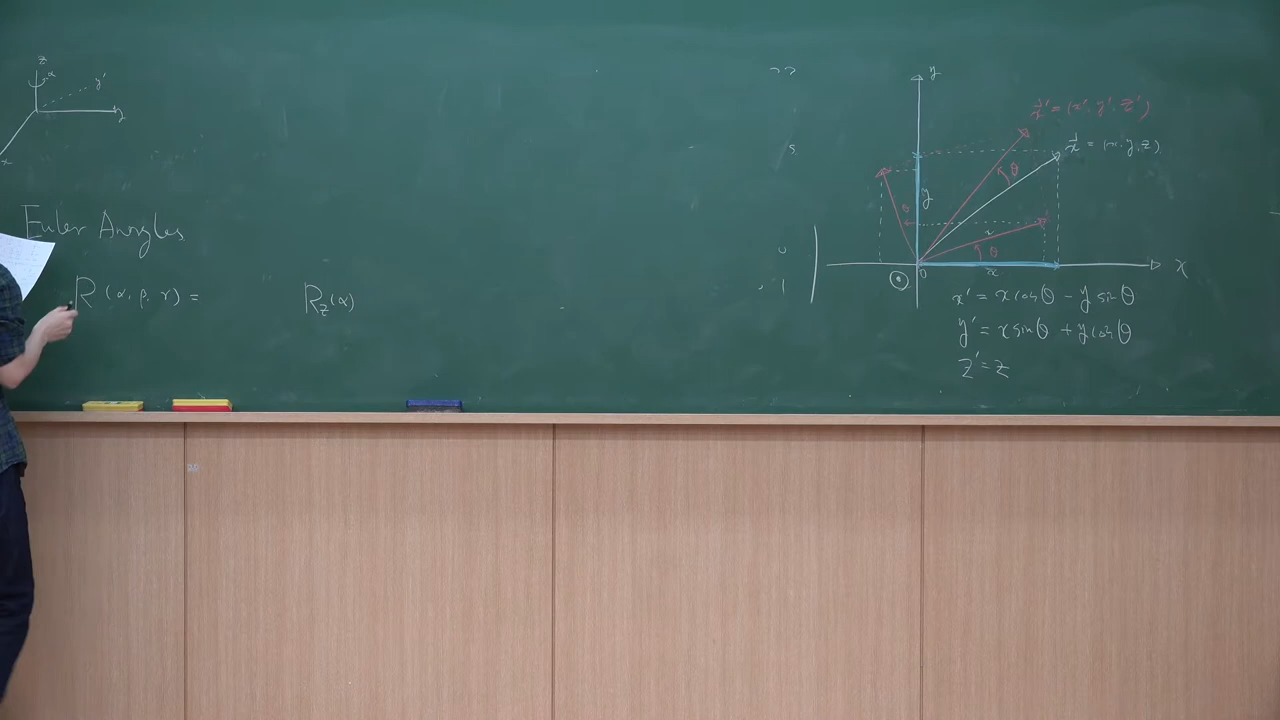 z
α
y'
y
x
Euler Angles
R (α, β, γ) = R_z(α)
y
x⃗' = (x', y', z')
x⃗ = (x, y, z)
θ
θ
y
x
θ
0
x
X
x' = x cos θ - y sin θ
y' = x sin θ + y cos θ
z' = z